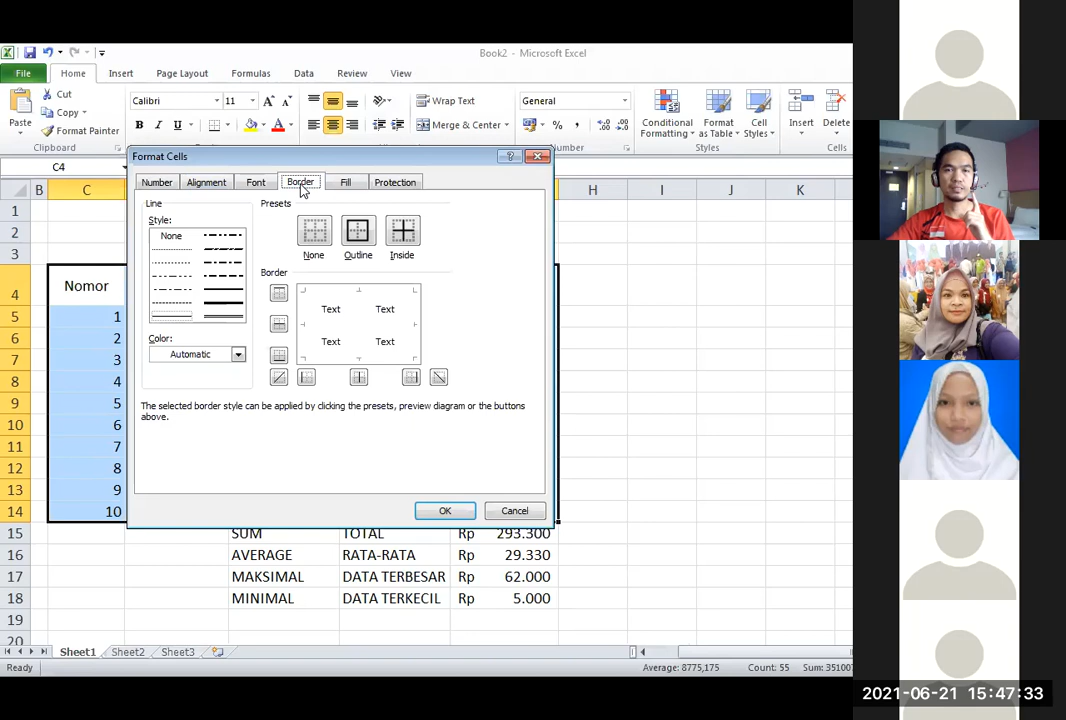 Book2 - Microsoft Excel
File Home Insert Page Layout Formulas Data Review View
Cut
Copy
Format Painter
Paste
Clipboard
Calibri 11
B I U
Wrap Text
Merge & Center
General
% ,
Number
Conditional Formatting
Format as Table
Cell Styles
Styles
Insert
Delete
C4
Format Cells
Number Alignment Font Border Fill Protection
Line
Style:
None
Color:
Automatic
Presets
None Outline Inside
Border
Text Text
Text Text
The selected border style can be applied by clicking the presets, preview diagram or the buttons
above.
OK Cancel
B C H I J K
1
2
3
4 Nomor
5 1
6 2
7 3
8 4
9 5
10 6
11 7
12 8
13 9
14 10
15 SUM TOTAL Rp 293.300
16 AVERAGE RATA-RATA Rp 29.330
17 MAKSIMAL DATA TERBESAR Rp 62.000
18 MINIMAL DATA TERKECIL Rp 5.000
19
20
Sheet1 Sheet2 Sheet3
Ready Average: 8775,175 Count: 55 Sum: 351007
2021-06-21 15:47:33